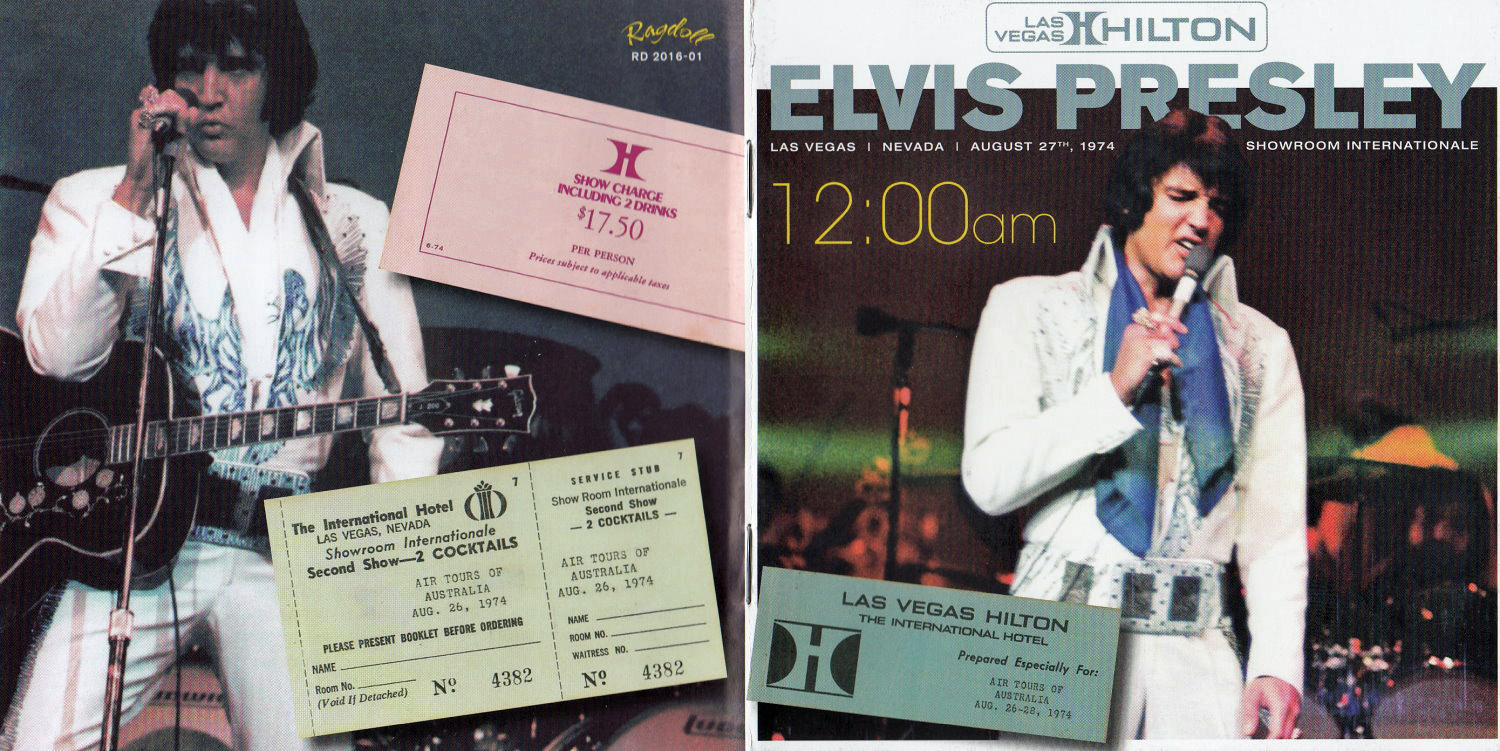 Ragdoll
RD 2016-01
H
SHOW CHARGE
INCLUDING 2 DRINKS
$17.50
PER PERSON
Prices subject to applicable taxes
6-74
Gibson
J-200
The International Hotel
LAS VEGAS, NEVADA
Showroom Internationale
Second Show—2 COCKTAILS
7
AIR TOURS OF
AUSTRALIA
AUG. 26, 1974
PLEASE PRESENT BOOKLET BEFORE ORDERING
NAME
Room No.
(Void If Detached)
Nº 4382
SERVICE STUB 7
Show Room Internationale
Second Show
— 2 COCKTAILS —
AIR TOURS OF
AUSTRALIA
AUG. 26, 1974
NAME
ROOM NO.
WAITRESS NO.
Nº 4382
LAS VEGAS H HILTON
ELVIS PRESLEY
LAS VEGAS | NEVADA | AUGUST 27TH, 1974
SHOWROOM INTERNATIONALE
12:00am
LAS VEGAS HILTON
THE INTERNATIONAL HOTEL
H
Prepared Especially For:
AIR TOURS OF
AUSTRALIA
AUG. 26-28, 1974